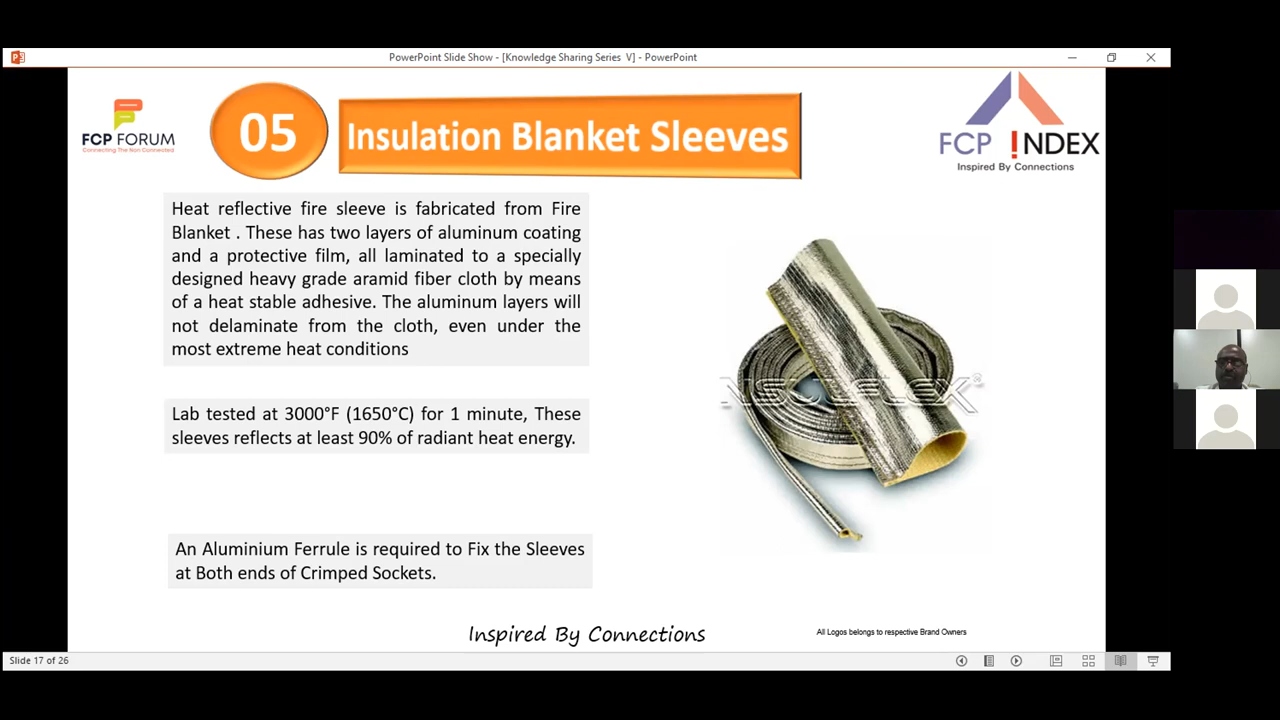 PowerPoint Slide Show - [Knowledge Sharing Series V] - PowerPoint
FCP FORUM
Connecting The Non Connected
05
Insulation Blanket Sleeves
FCP !NDEX
Inspired By Connections
Heat reflective fire sleeve is fabricated from Fire
Blanket . These has two layers of aluminum coating
and a protective film, all laminated to a specially
designed heavy grade aramid fiber cloth by means
of a heat stable adhesive. The aluminum layers will
not delaminate from the cloth, even under the
most extreme heat conditions
Lab tested at 3000°F (1650°C) for 1 minute, These
sleeves reflects at least 90% of radiant heat energy.
An Aluminium Ferrule is required to Fix the Sleeves
at Both ends of Crimped Sockets.
NSULFLEX®
Inspired By Connections
All Logos belongs to respective Brand Owners
Slide 17 of 26